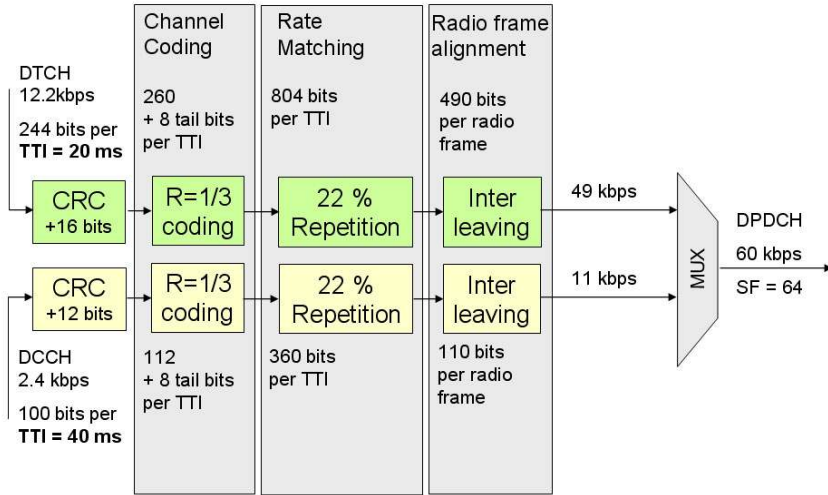 Channel
Coding
Rate
Matching
Radio frame
alignment
DTCH
12.2kbps
244 bits per
TTI = 20 ms
260
+ 8 tail bits
per TTI
804 bits
per TTI
490 bits
per radio
frame
CRC
+16 bits
R=1/3
coding
22 %
Repetition
Inter
leaving
49 kbps
CRC
+12 bits
R=1/3
coding
22 %
Repetition
Inter
leaving
11 kbps
MUX
DPDCH
60 kbps
SF = 64
DCCH
2.4 kbps
100 bits per
TTI = 40 ms
112
+ 8 tail bits
per TTI
360 bits
per TTI
110 bits
per radio
frame